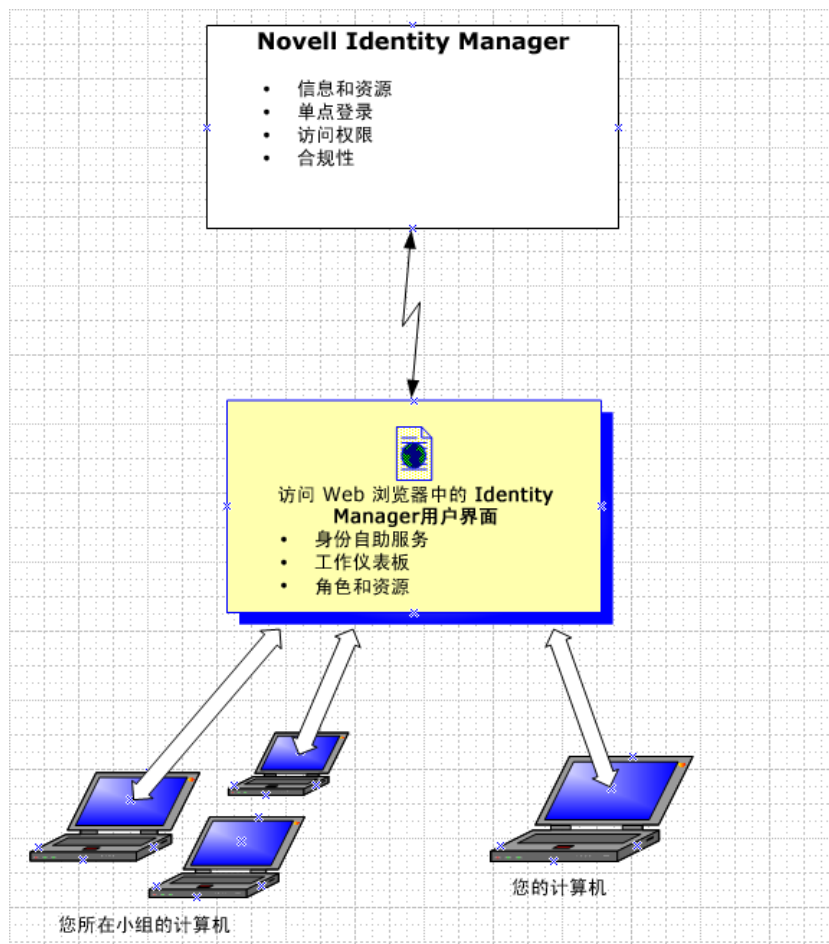 Novell Identity Manager
• 信息和资源
• 单点登录
• 访问权限
• 合规性
访问 Web 浏览器中的 Identity
Manager用户界面
• 身份自助服务
• 工作仪表板
• 角色和资源
您的计算机
您所在小组的计算机